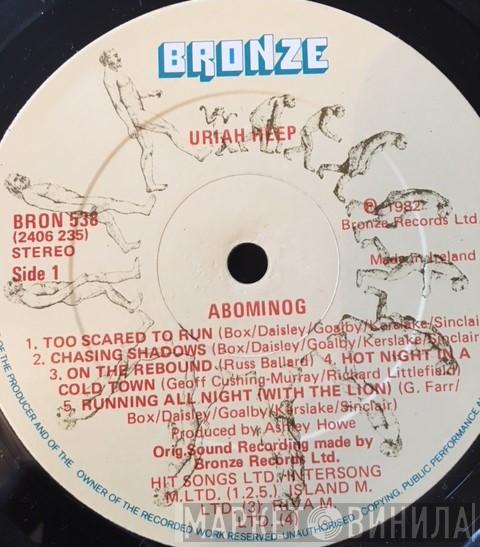 BRONZE
URIAH HEEP
BRON 538
(2406 235)
STEREO
Side 1
℗ 1982
Bronze Records Ltd.
Made in Ireland
ABOMINOG
1. TOO SCARED TO RUN (Box/Daisley/Goalby/Kerslake/Sinclair
2. CHASING SHADOWS (Box/Daisley/Goalby/Kerslake/Sinclair
3. ON THE REBOUND (Russ Ballard) 4. HOT NIGHT IN A
COLD TOWN (Geoff Cushing-Murray/Richard Littlefield)
5. RUNNING ALL NIGHT (WITH THE LION) (G. Farr/
Box/Daisley/Goalby/Kerslake/Sinclair)
Produced by Ashley Howe
Orig.Sound Recording made by
Bronze Records Ltd.
HIT SONGS LTD./INTERSONG
M.LTD. (1.2.5.) ISLAND M.
LTD. (3) RIVA M.
LTD. (4)
OF THE PRODUCER AND OF THE OWNER OF THE RECORDED WORK RESERVED-UNAUTHORISED COPYING, PUBLIC PERFORMANCE
ВИНИЛА